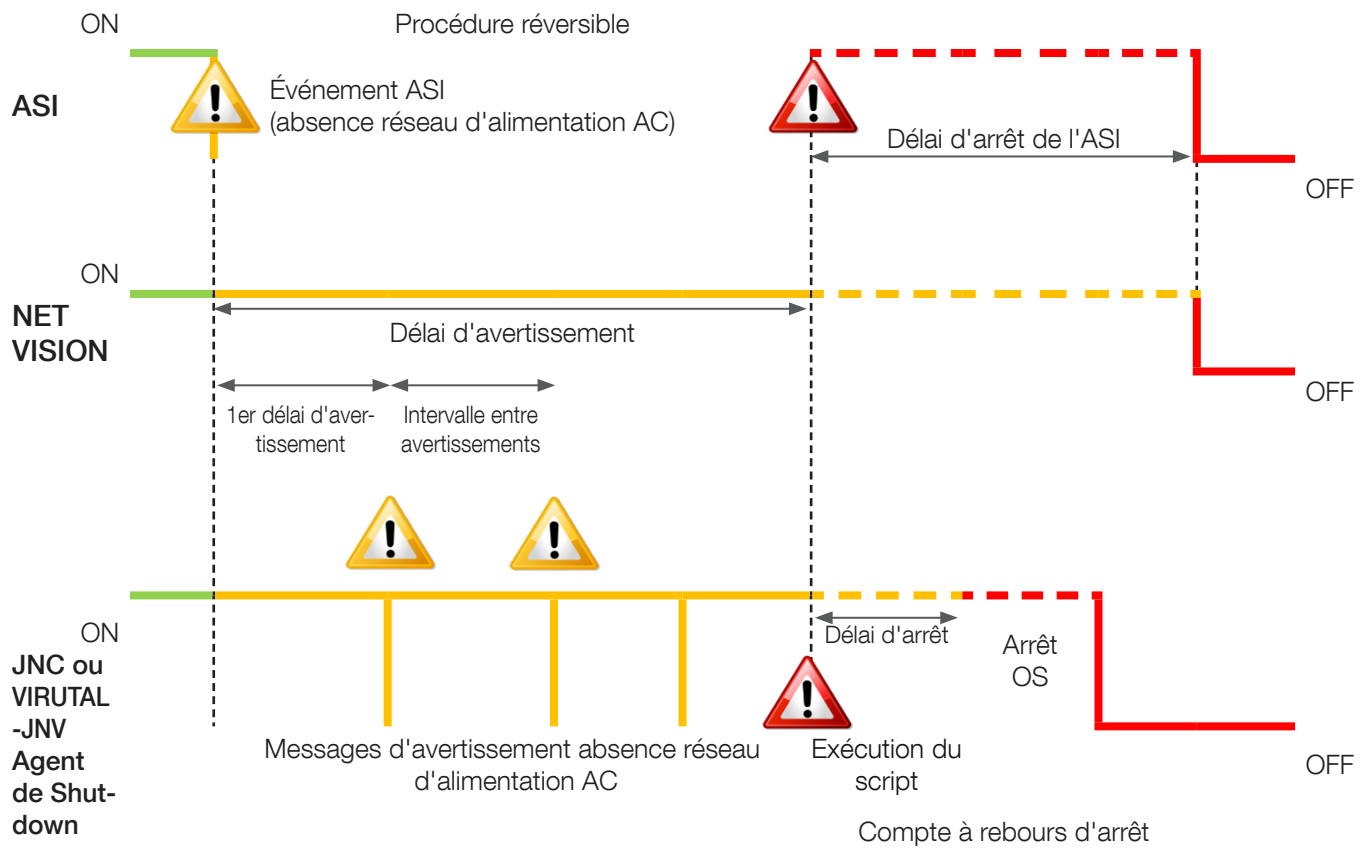 ON
Procédure réversible
ASI
Événement ASI
(absence réseau d'alimentation AC)
Délai d'arrêt de l'ASI
OFF
ON
NET
VISION
Délai d'avertissement
OFF
1er délai d'aver-
tissement
Intervalle entre
avertissements
ON
JNC ou
VIRUTAL
-JNV
Agent
de Shut-
down
Délai d'arrêt
Arrêt
OS
Messages d'avertissement absence réseau
d'alimentation AC
Exécution du
script
OFF
Compte à rebours d'arrêt